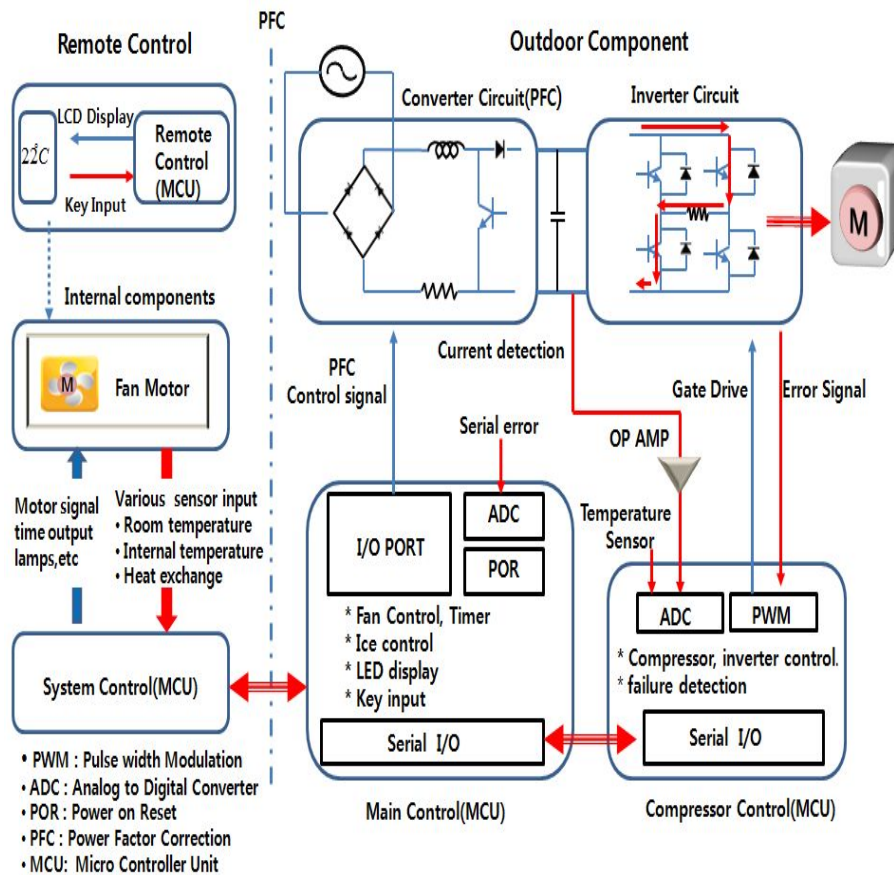 Remote Control
LCD Display
22°C
Remote
Control
(MCU)
Key Input
Internal components
M
Fan Motor
Motor signal
time output
lamps,etc
Various sensor input
• Room temperature
• Internal temperature
• Heat exchange
System Control(MCU)
• PWM : Pulse width Modulation
• ADC : Analog to Digital Converter
• POR : Power on Reset
• PFC : Power Factor Correction
• MCU: Micro Controller Unit
PFC
Outdoor Component
Converter Circuit(PFC)
Inverter Circuit
M
PFC
Control signal
Current detection
Gate Drive
Error Signal
Serial error
OP AMP
Temperature
Sensor
I/O PORT
ADC
POR
* Fan Control, Timer
* Ice control
* LED display
* Key input
Serial I/O
Main Control(MCU)
ADC
PWM
* Compressor, inverter control.
* failure detection
Serial I/O
Compressor Control(MCU)